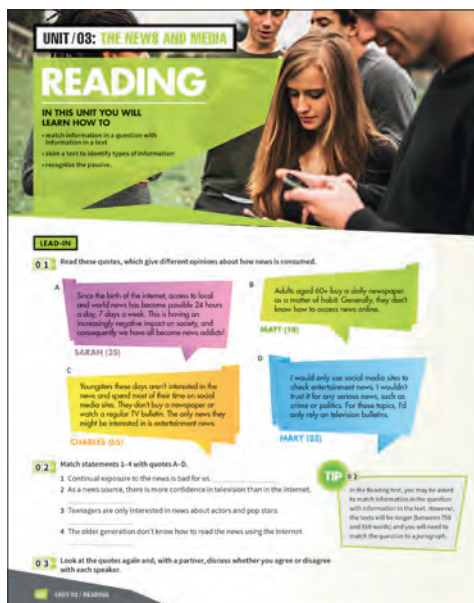 UNIT/03: THE NEWS AND MEDIA
READING
IN THIS UNIT YOU WILL
LEARN HOW TO
• match information in a question with
information in a text
• skim a text to identify types of information
• recognise the passive.
LEAD-IN
01 Read these quotes, which give different opinions about how news is consumed.
A
Since the birth of the internet, access to local
and world news has become possible 24 hours
a day, 7 days a week. This is having an
increasingly negative impact on society, and
consequently we have all become news addicts!
SARAH (35)
B
Adults aged 60+ buy a daily newspaper
as a matter of habit. Generally, they don't
know how to access news online.
MATT (18)
C
Youngsters these days aren't interested in the
news and spend most of their time on social
media sites. They don't buy a newspaper or
watch a regular TV bulletin. The only news they
might be interested in is entertainment news.
CHARLES (65)
D
I would only use social media sites to
check entertainment news. I wouldn't
trust it for any serious news, such as
crime or politics. For those topics, I'd
only rely on television bulletins.
MARY (25)
02 Match statements 1–4 with quotes A–D.
1 Continual exposure to the news is bad for us.
2 As a news source, there is more confidence in television than in the internet.
3 Teenagers are only interested in news about actors and pop stars.
4 The older generation don't know how to read the news using the Internet.
TIP 02
In the Reading test, you may be asked
to match information in the question
with information in the text. However,
the texts will be longer (between 750
and 950 words) and you will need to
match the question to a paragraph.
03 Look at the quotes again and, with a partner, discuss whether you agree or disagree
with each speaker.
UNIT 03 / READING